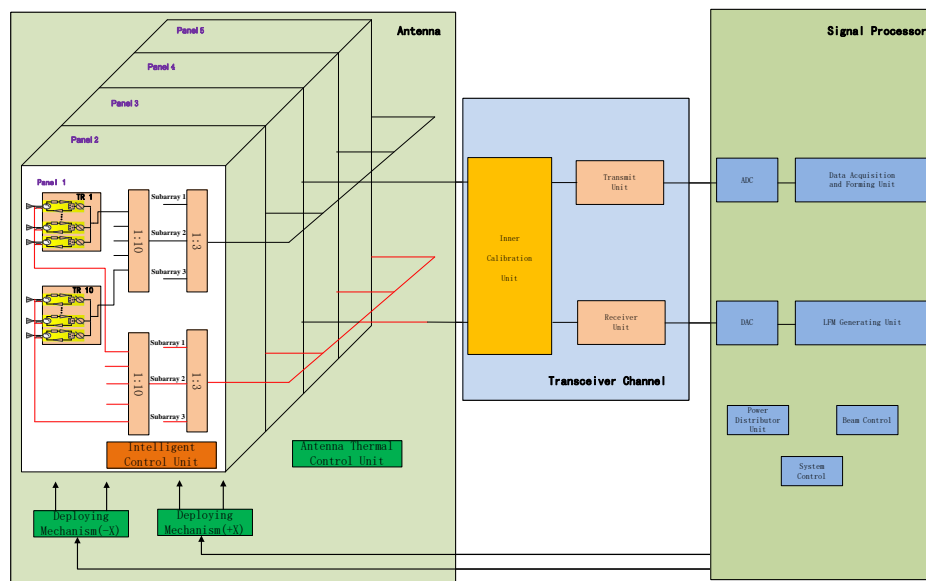 Panel 5
Antenna
Signal Processor
Panel 4
Panel 3
Panel 2
Panel 1
TR 1
Subarray 1
1:10
Subarray 2
1:3
Subarray 3
TR 10
Subarray 1
1:10
Subarray 2
1:3
Subarray 3
Intelligent
Control Unit
Antenna Thermal
Control Unit
Deploying
Mechanism(-X)
Deploying
Mechanism(+X)
Inner
Calibration
Unit
Transmit
Unit
Receiver
Unit
Transceiver Channel
ADC
Data Acquisition
and Forming Unit
DAC
LFM Generating Unit
Power
Distributor
Unit
Beam Control
System
Control